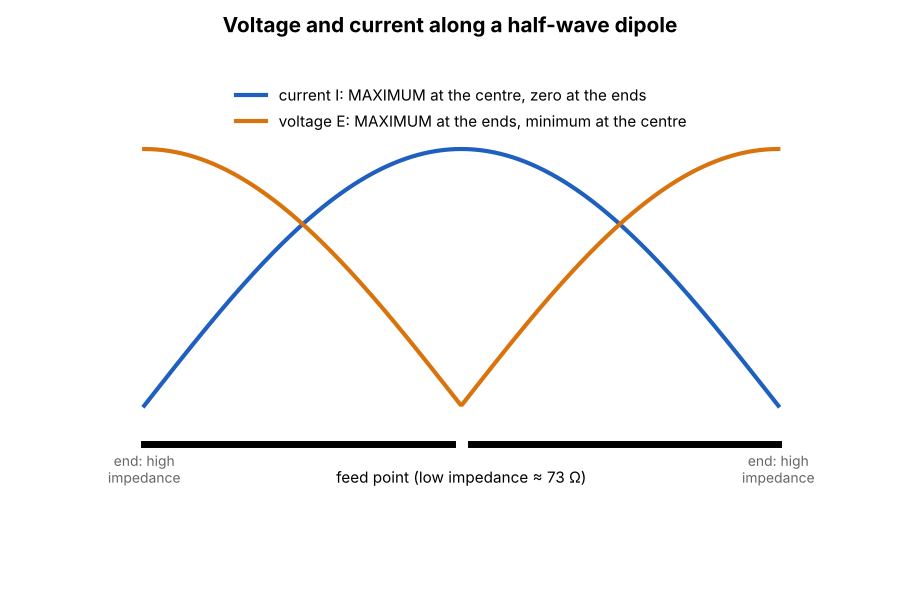 Voltage and current along a half-wave dipole
current I: MAXIMUM at the centre, zero at the ends
voltage E: MAXIMUM at the ends, minimum at the centre
end: high
impedance
feed point (low impedance ≈ 73 Ω)
end: high
impedance